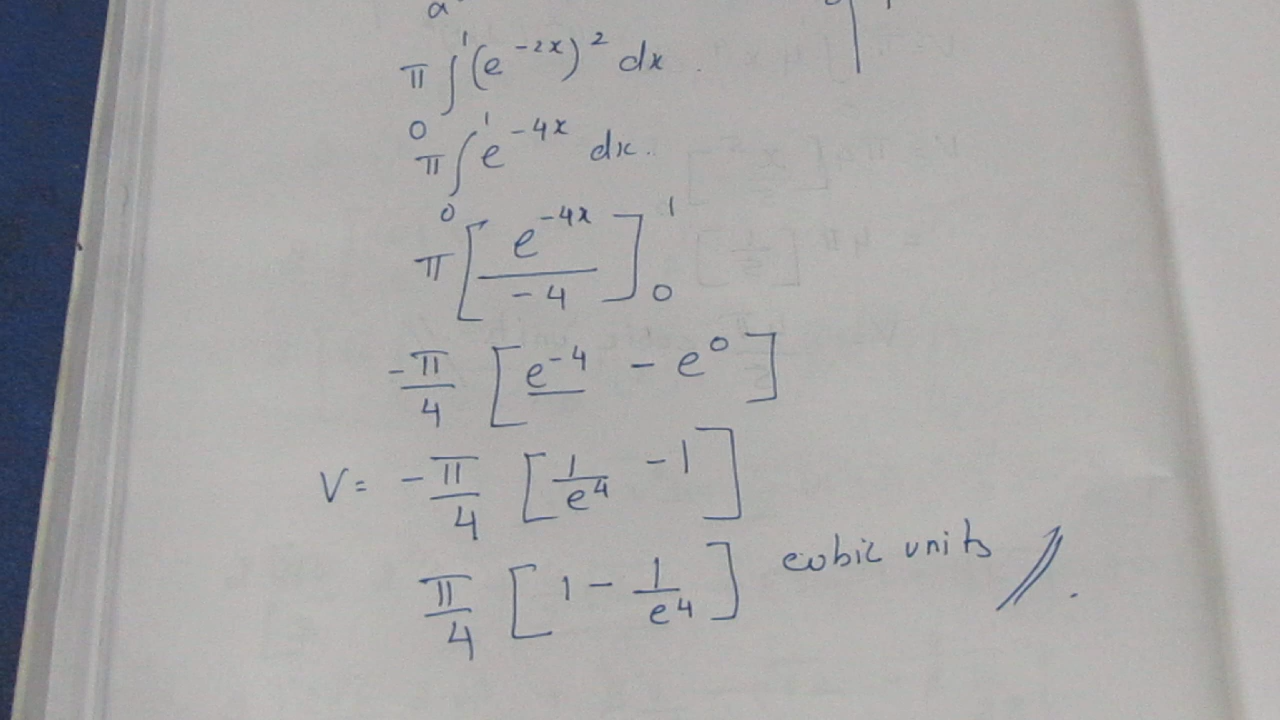 π ∫₀¹ (e^{-2x})² dx.
π ∫₀¹ e^{-4x} dx.
π [ e^{-4x} / -4 ]₀¹
-π/4 [ e^{-4} - e^0 ]
V = -π/4 [ 1/e^4 - 1 ]
π/4 [ 1 - 1/e^4 ] cubic units //.